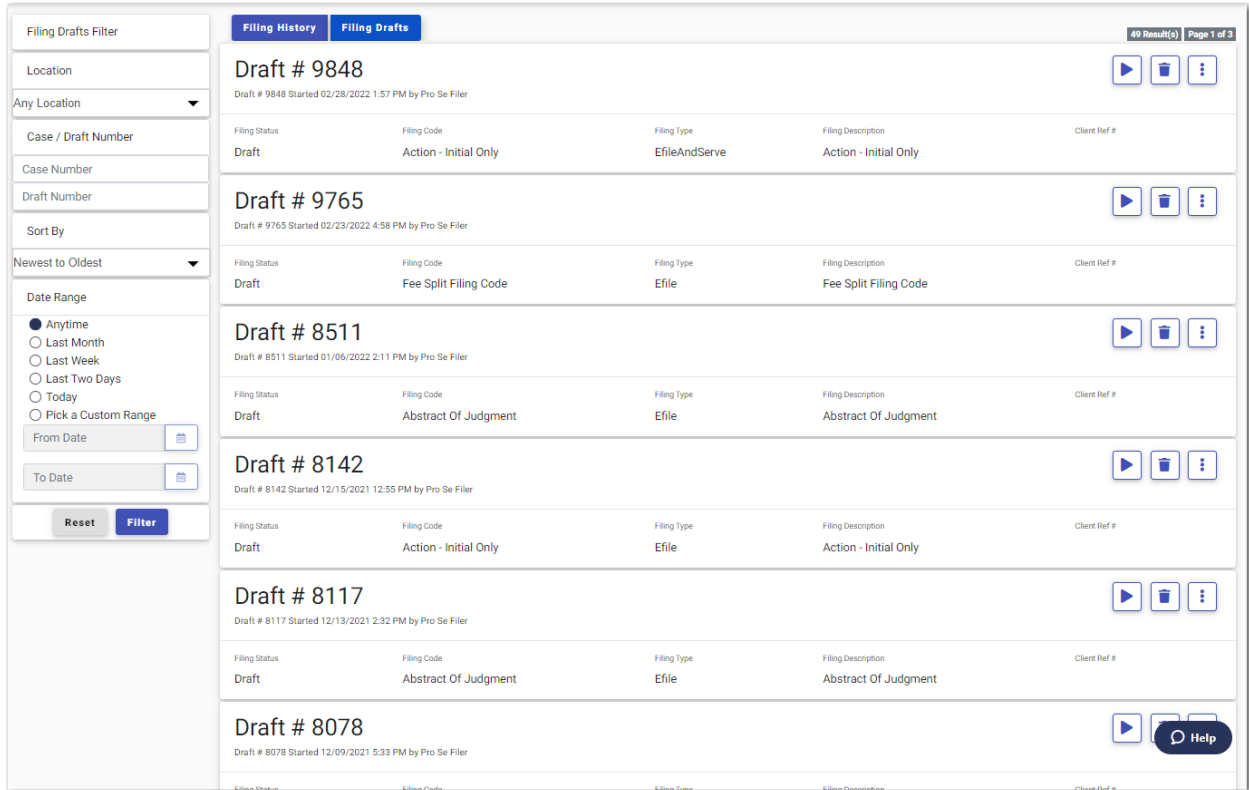 Filing Drafts Filter
Location
Any Location
Case / Draft Number
Case Number
Draft Number
Sort By
Newest to Oldest
Date Range
Anytime
Last Month
Last Week
Last Two Days
Today
Pick a Custom Range
From Date
To Date
Reset Filter
Filing History Filing Drafts
49 Result(s) Page 1 of 3
Draft # 9848
Draft # 9848 Started 02/28/2022 1:57 PM by Pro Se Filer
Filing Status Filing Code Filing Type Filing Description Client Ref #
Draft Action - Initial Only EfileAndServe Action - Initial Only
Draft # 9765
Draft # 9765 Started 02/23/2022 4:58 PM by Pro Se Filer
Filing Status Filing Code Filing Type Filing Description Client Ref #
Draft Fee Split Filing Code Efile Fee Split Filing Code
Draft # 8511
Draft # 8511 Started 01/06/2022 2:11 PM by Pro Se Filer
Filing Status Filing Code Filing Type Filing Description Client Ref #
Draft Abstract Of Judgment Efile Abstract Of Judgment
Draft # 8142
Draft # 8142 Started 12/15/2021 12:55 PM by Pro Se Filer
Filing Status Filing Code Filing Type Filing Description Client Ref #
Draft Action - Initial Only Efile Action - Initial Only
Draft # 8117
Draft # 8117 Started 12/13/2021 2:32 PM by Pro Se Filer
Filing Status Filing Code Filing Type Filing Description Client Ref #
Draft Abstract Of Judgment Efile Abstract Of Judgment
Draft # 8078
Draft # 8078 Started 12/09/2021 5:33 PM by Pro Se Filer
Help
Filing Status Filing Code Filing Type Filing Description Client Ref #